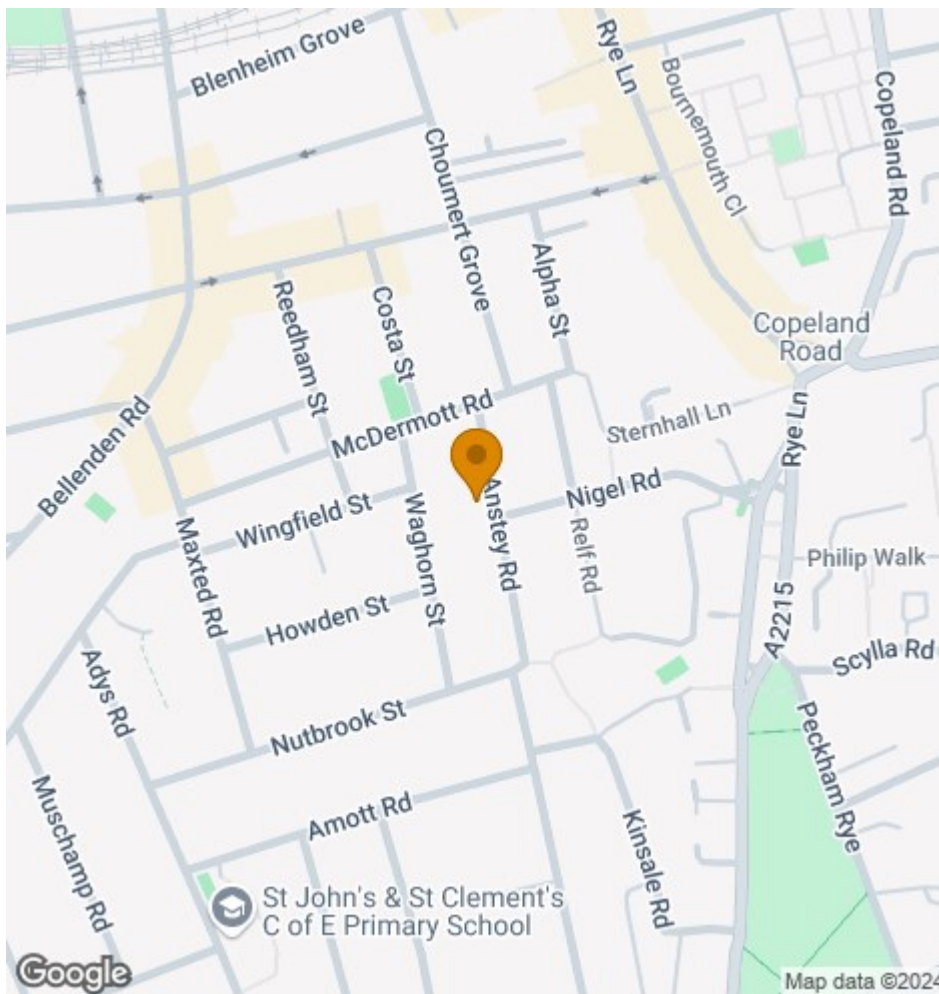 Blenheim Grove
Rye Ln
Bournemouth Cl
Copeland Rd
Choumert Grove
Alpha St
Reedham St
Costa St
Copeland
Road
McDermott Rd
Sternhall Ln
Rye Ln
Bellenden Rd
Wingfield St
Waghorn St
Anstey Rd
Nigel Rd
Relf Rd
Maxted Rd
Philip Walk
Howden St
A2215
Scylla Rd
Adys Rd
Nutbrook St
Peckham Rye
Muschamp Rd
Amott Rd
Kinsale Rd
St John's & St Clement's
C of E Primary School
Google
Map data ©2024